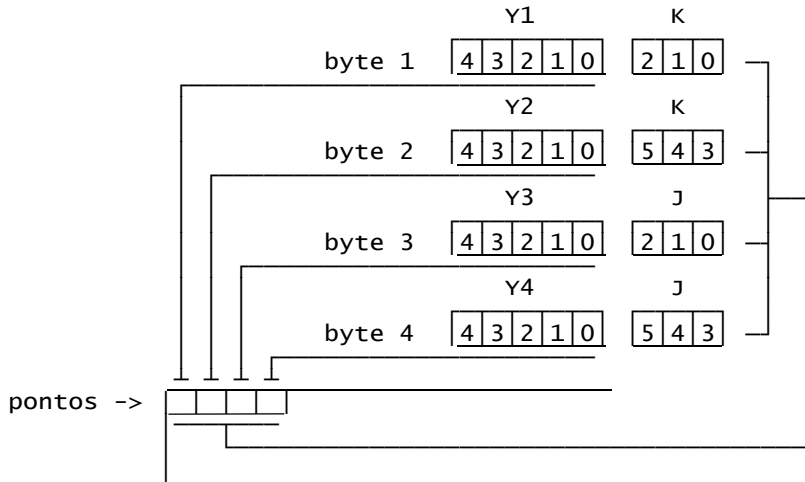 Y1 K
byte 1 4 3 2 1 0 2 1 0
Y2 K
byte 2 4 3 2 1 0 5 4 3
Y3 J
byte 3 4 3 2 1 0 2 1 0
Y4 J
byte 4 4 3 2 1 0 5 4 3
pontos ->